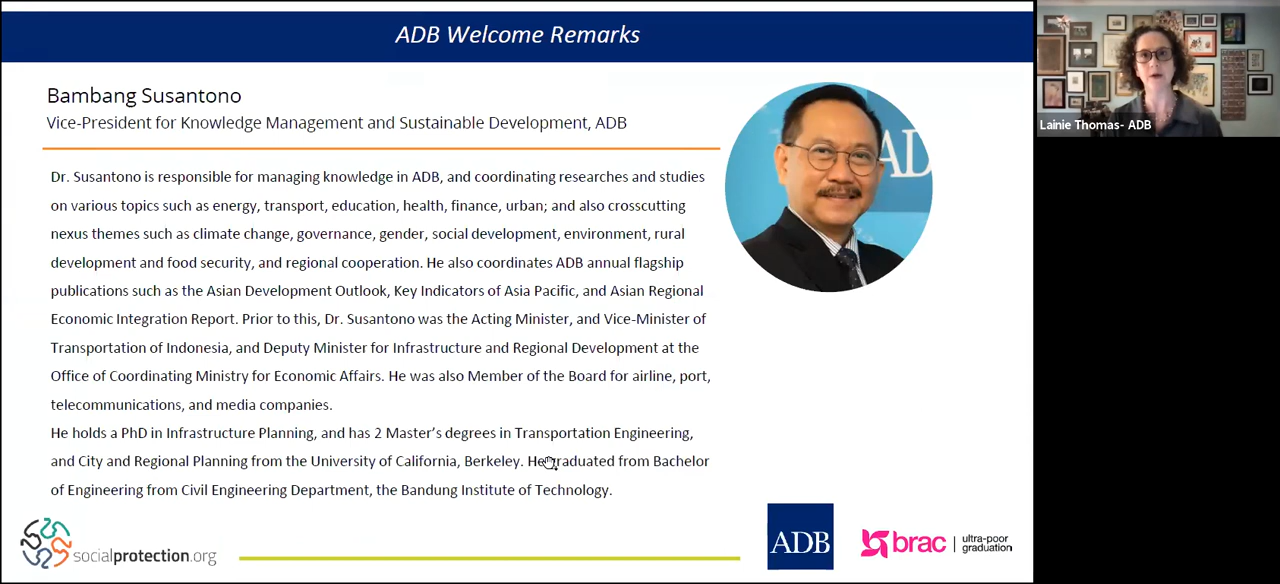 ADB Welcome Remarks
Bambang Susantono
Vice-President for Knowledge Management and Sustainable Development, ADB
Dr. Susantono is responsible for managing knowledge in ADB, and coordinating researches and studies
on various topics such as energy, transport, education, health, finance, urban; and also crosscutting
nexus themes such as climate change, governance, gender, social development, environment, rural
development and food security, and regional cooperation. He also coordinates ADB annual flagship
publications such as the Asian Development Outlook, Key Indicators of Asia Pacific, and Asian Regional
Economic Integration Report. Prior to this, Dr. Susantono was the Acting Minister, and Vice-Minister of
Transportation of Indonesia, and Deputy Minister for Infrastructure and Regional Development at the
Office of Coordinating Ministry for Economic Affairs. He was also Member of the Board for airline, port,
telecommunications, and media companies.
He holds a PhD in Infrastructure Planning, and has 2 Master's degrees in Transportation Engineering,
and City and Regional Planning from the University of California, Berkeley. He graduated from Bachelor
of Engineering from Civil Engineering Department, the Bandung Institute of Technology.
AD
socialprotection.org
ADB
brac
ultra-poor
graduation
Lainie Thomas- ADB